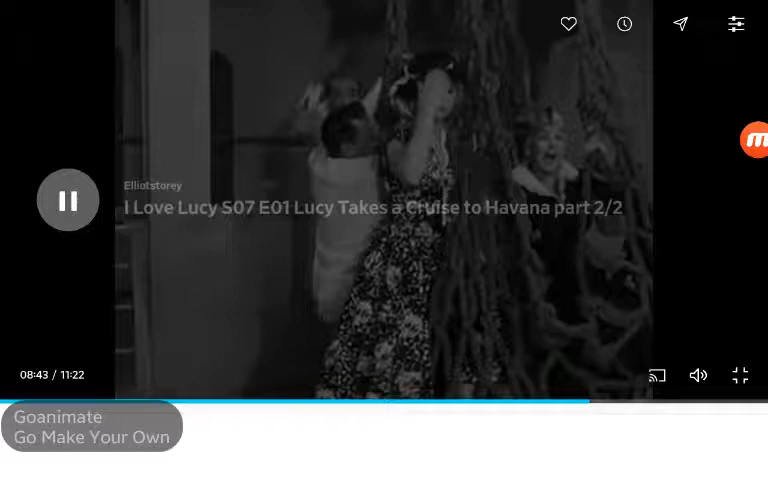 Elliotstorey
I Love Lucy S07 E01 Lucy Takes a Cruise to Havana part 2/2
08:43 / 11:22
Goanimate
Go Make Your Own